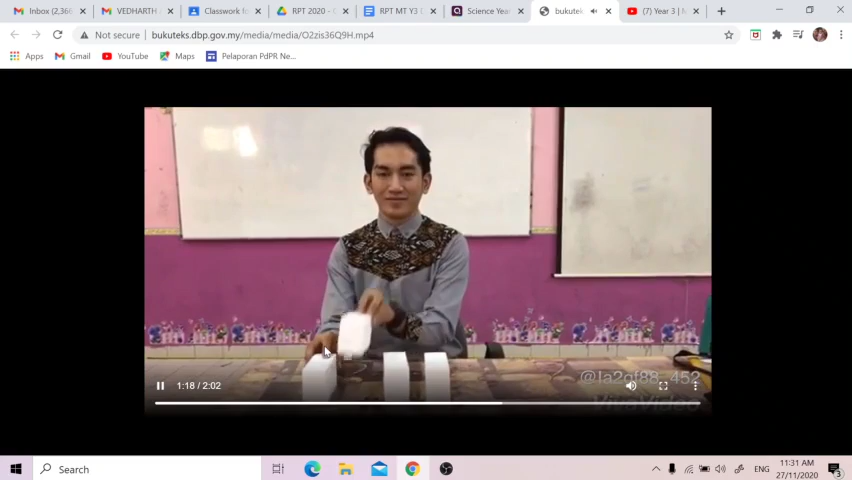 Inbox (2,366
VEDHARTH
Classwork fo
RPT 2020 - C
RPT MT Y3 D
Science Year
bukutek
(7) Year 3 | M
Not secure | bukuteks.dbp.gov.my/media/media/O2zis36Q9H.mp4
Apps
Gmail
YouTube
Maps
Pelaporan PdPR Ne...
1:18 / 2:02
VivaVideo
Search
ENG
11:31 AM
27/11/2020
3